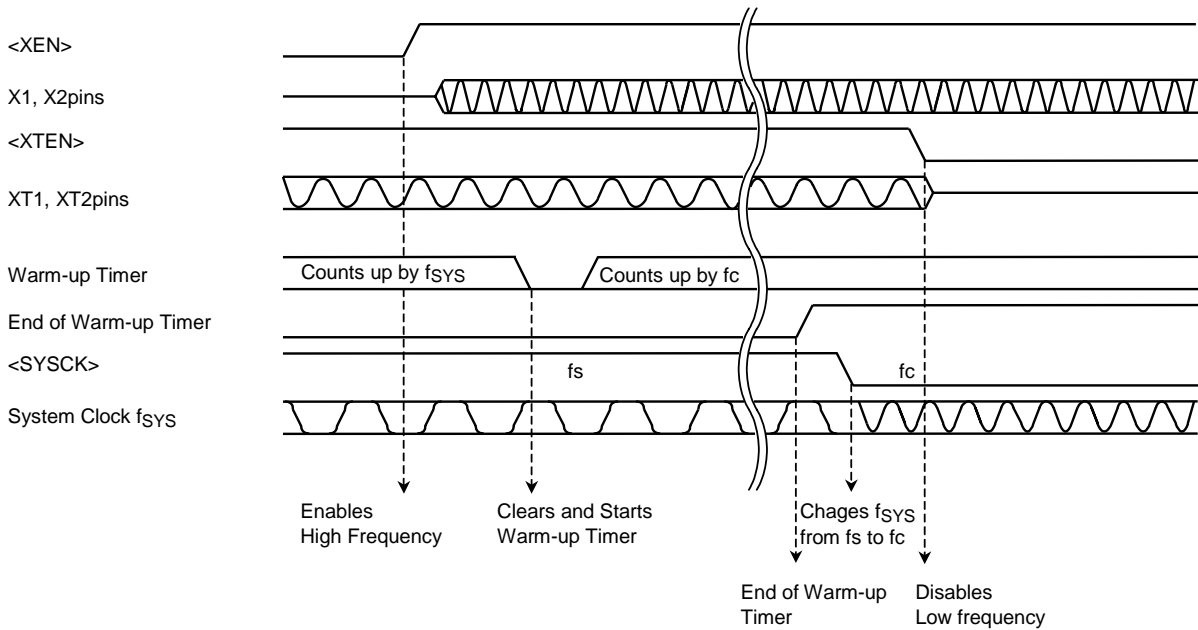 <XEN>
X1, X2pins
<XTEN>
XT1, XT2pins
Warm-up Timer
Counts up by fSYS
Counts up by fc
End of Warm-up Timer
<SYSCK>
fs
fc
System Clock fSYS
Enables
High Frequency
Clears and Starts
Warm-up Timer
Chages fSYS
from fs to fc
End of Warm-up
Timer
Disables
Low frequency